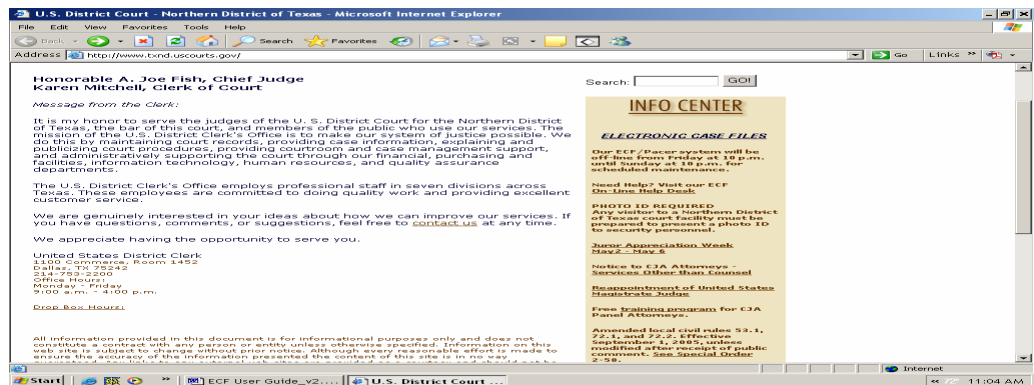 U.S. District Court - Northern District of Texas - Microsoft Internet Explorer
File Edit View Favorites Tools Help
Back Search Favorites
Address http://www.txnd.uscourts.gov/ Go Links »
Honorable A. Joe Fish, Chief Judge
Karen Mitchell, Clerk of Court
Message from the Clerk:
It is my honor to serve the judges of the U. S. District Court for the Northern District
of Texas, the bar of this court, and members of the public who use our services. The
mission of the U.S. District Clerk's Office is to make our system of justice possible. We
do this by maintaining court records, providing case information, explaining and
publicizing court procedures, providing courtroom and case management support,
and administratively supporting the court through our financial, purchasing and
facilities, information technology, human resources, and quality assurance
departments.
The U.S. District Clerk's Office employs professional staff in seven divisions across
Texas. These employees are committed to doing quality work and providing excellent
customer service.
We are genuinely interested in your ideas about how we can improve our services. If
you have questions, comments, or suggestions, feel free to contact us at any time.
We appreciate having the opportunity to serve you.
United States District Clerk
1100 Commerce, Room 1452
Dallas, TX 75242
214-753-2200
Office Hours:
Monday - Friday
9:00 a.m. - 4:00 p.m.
Drop Box Hours:
All information provided in this document is for informational purposes only and does not
constitute a contract with any person or entity unless otherwise specified. Information on this
web site is subject to change without prior notice. Although every reasonable effort is made to
ensure the accuracy of the information presented the content of this site is in no way
Search: GO!
INFO CENTER
ELECTRONIC CASE FILES
Our ECF/Pacer system will be
off-line from Friday at 10 p.m.
until Sunday at 10 p.m. for
scheduled maintenance.
Need Help? Visit our ECF
On-Line Help Desk
PHOTO ID REQUIRED
Any visitor to a Northern District
of Texas court facility must be
prepared to present a photo ID
to security personnel.
Juror Appreciation Week
May2 - May 6
Notice to CJA Attorneys -
Services Other than Counsel
Reappointment of United States
Magistrate Judge
Free training program for CJA
Panel Attorneys.
Amended local civil rules 53.1,
72.1, and 72.2. Effective
September 1, 2005, unless
modified after receipt of public
comment. See Special Order
2-58.
Internet
Start » ECF User Guide_v2.... U.S. District Court ... « 11:04 AM